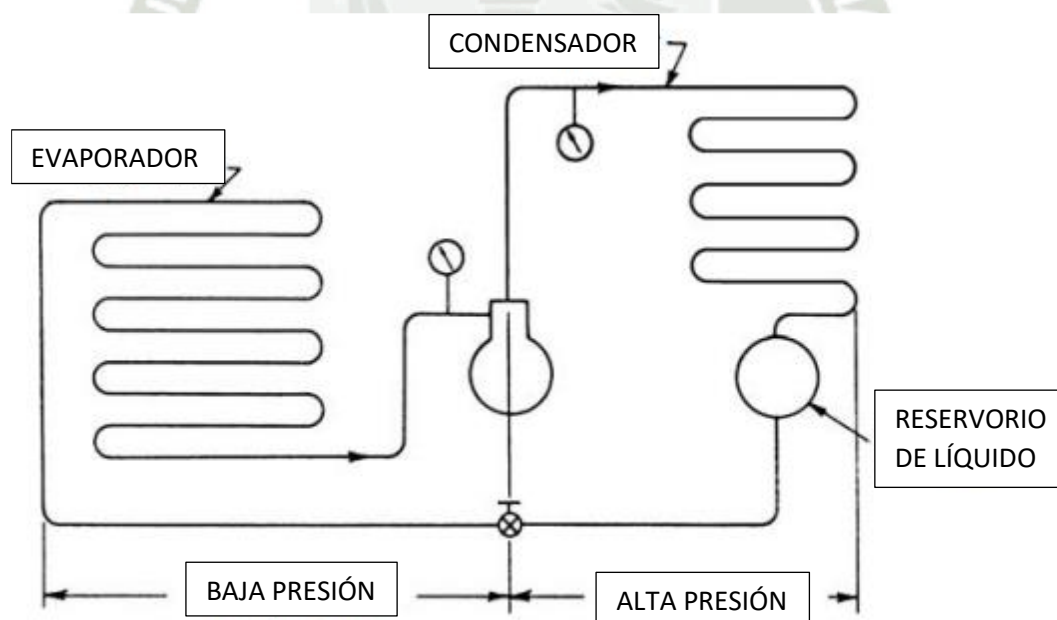 CONDENSADOR
EVAPORADOR
RESERVORIO
DE LÍQUIDO
BAJA PRESIÓN
ALTA PRESIÓN